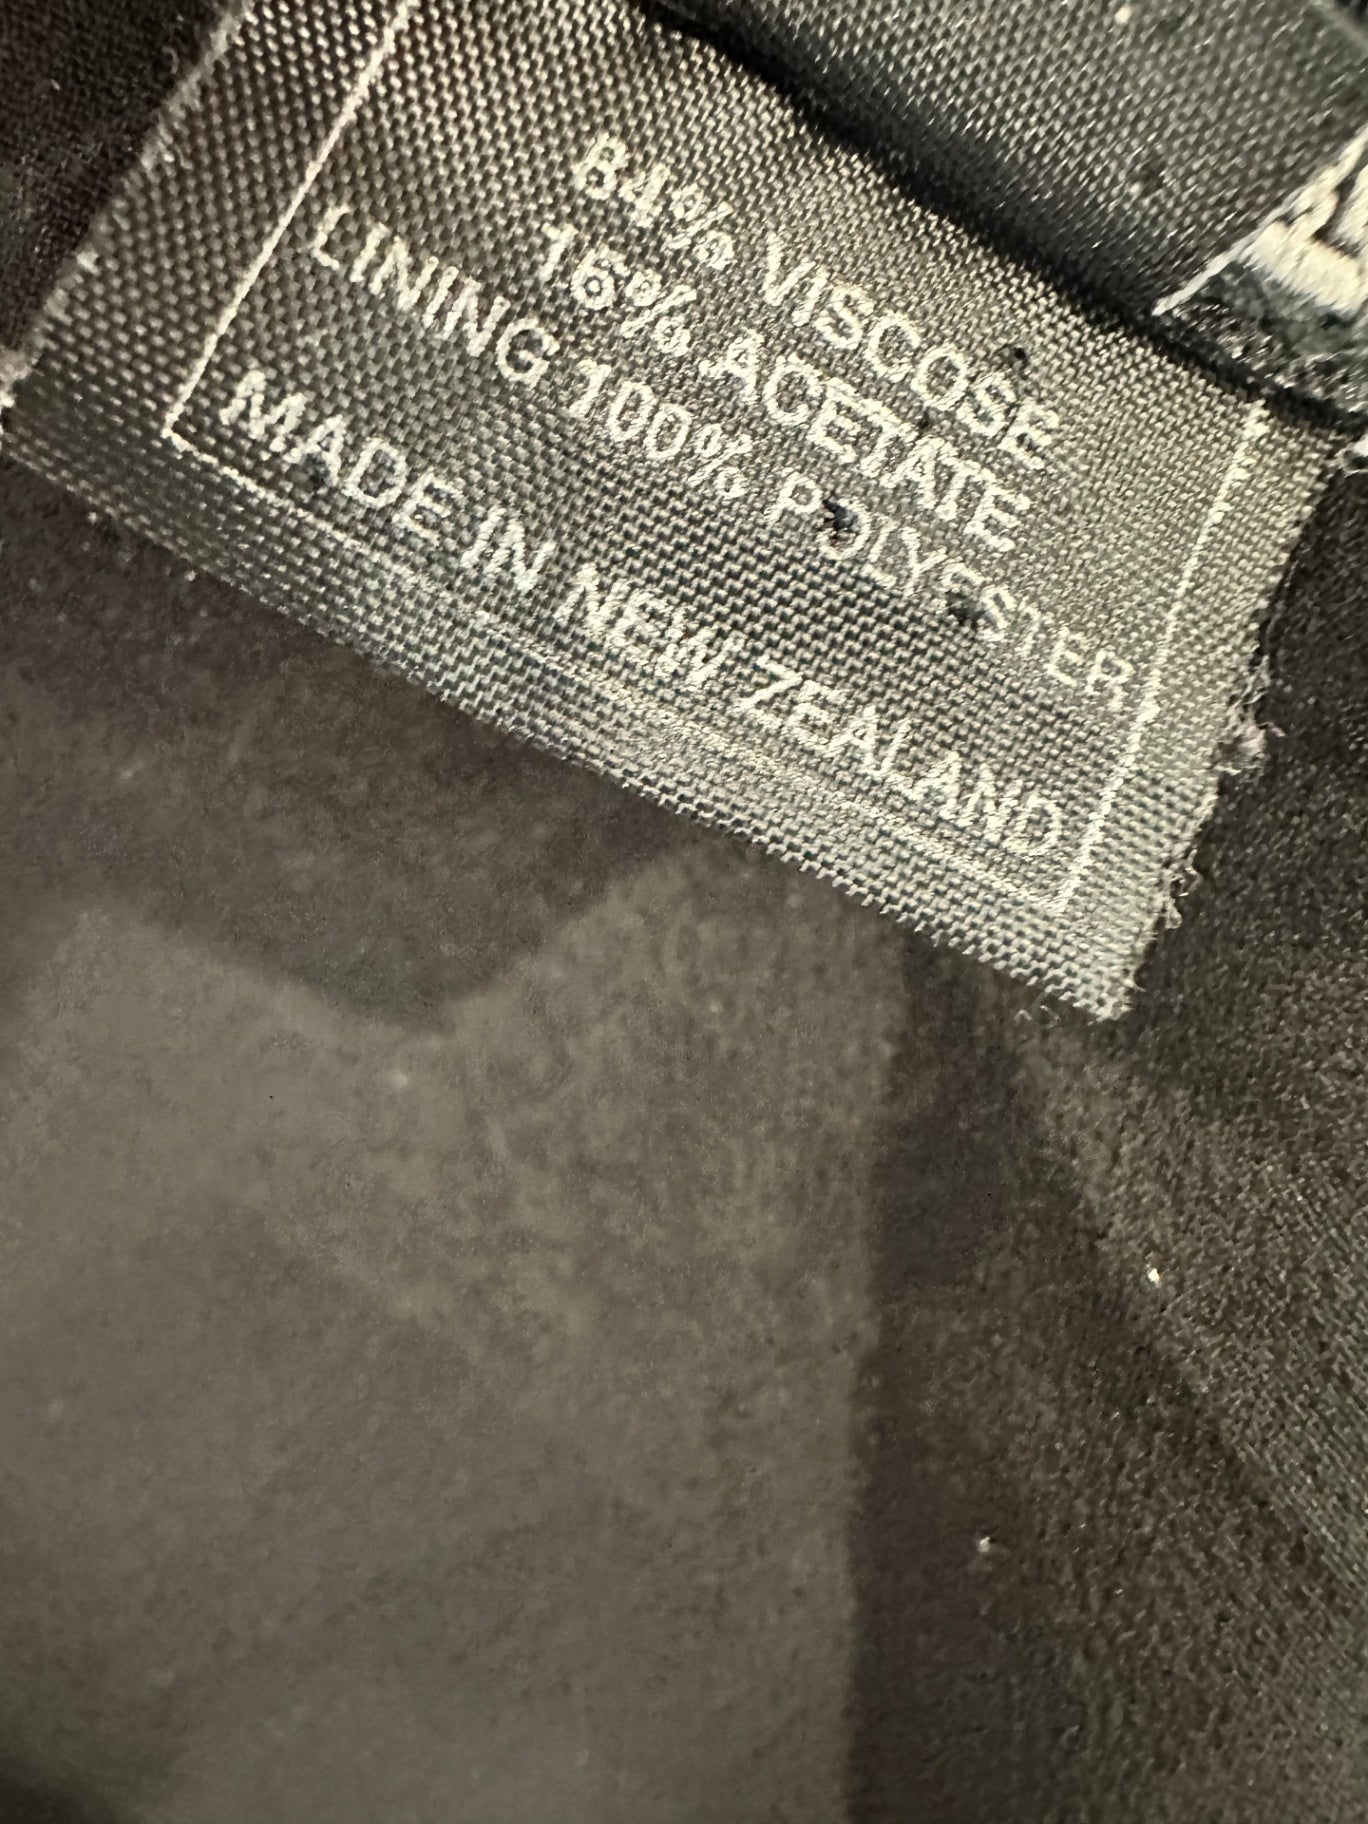 84% VISCOSE
16% ACETATE
LINING 100% POLYESTER
MADE IN NEW ZEALAND